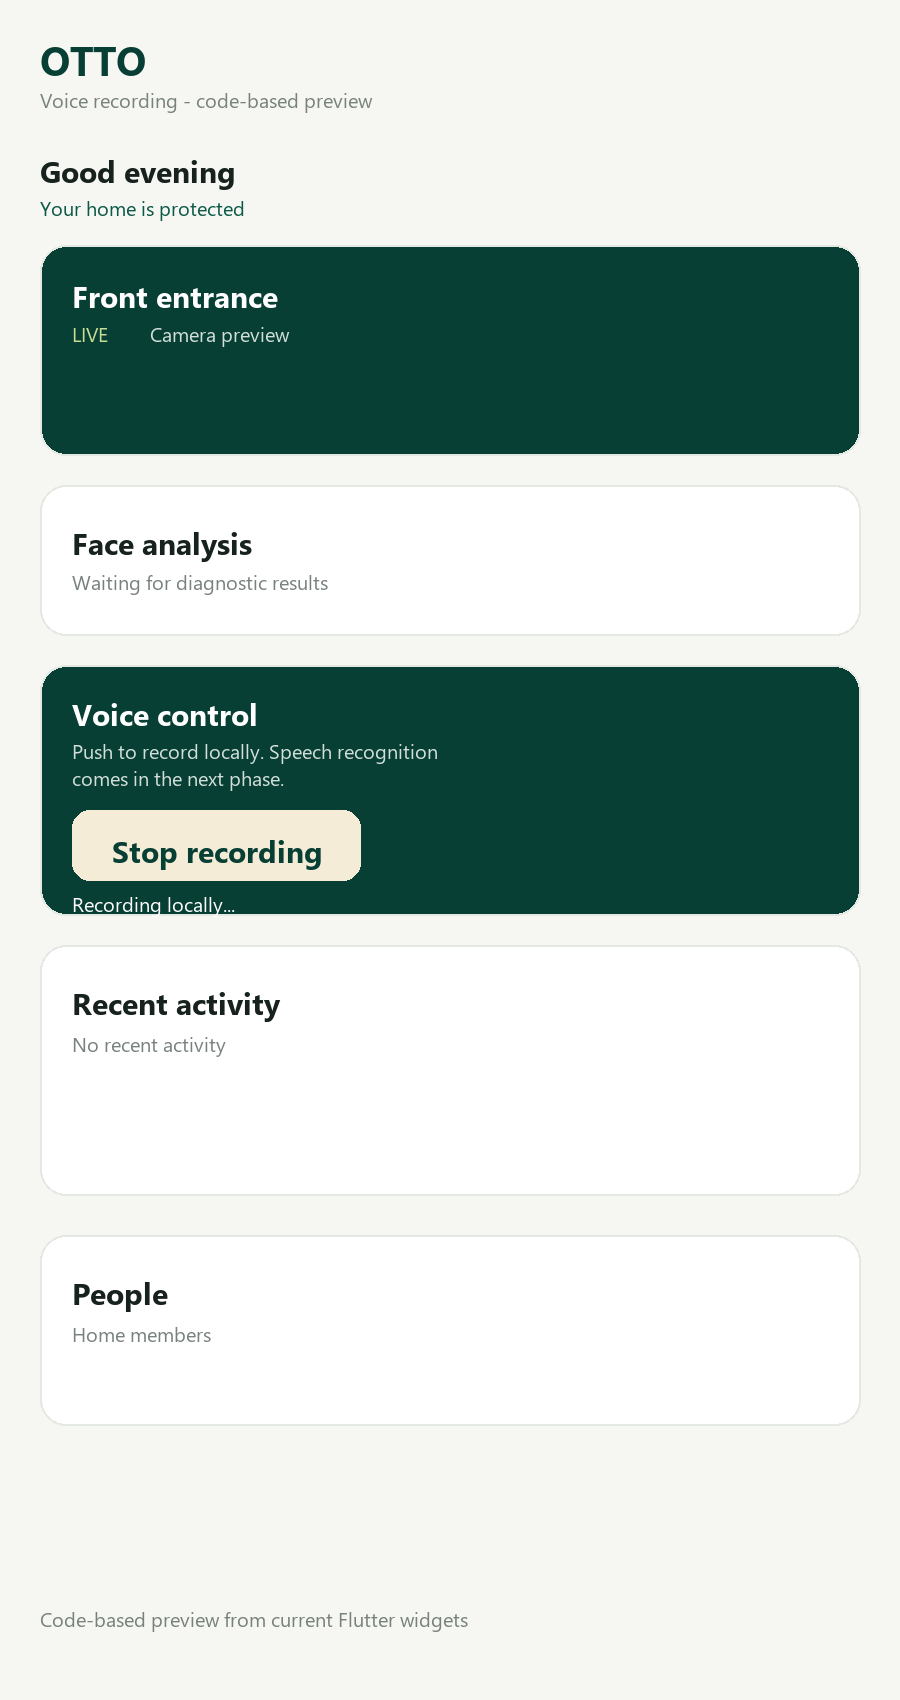 OTTO
Voice recording - code-based preview
Good evening
Your home is protected
Front entrance
LIVE Camera preview
Face analysis
Waiting for diagnostic results
Voice control
Push to record locally. Speech recognition
comes in the next phase.
Stop recording
Recording locally...
Recent activity
No recent activity
People
Home members
Code-based preview from current Flutter widgets